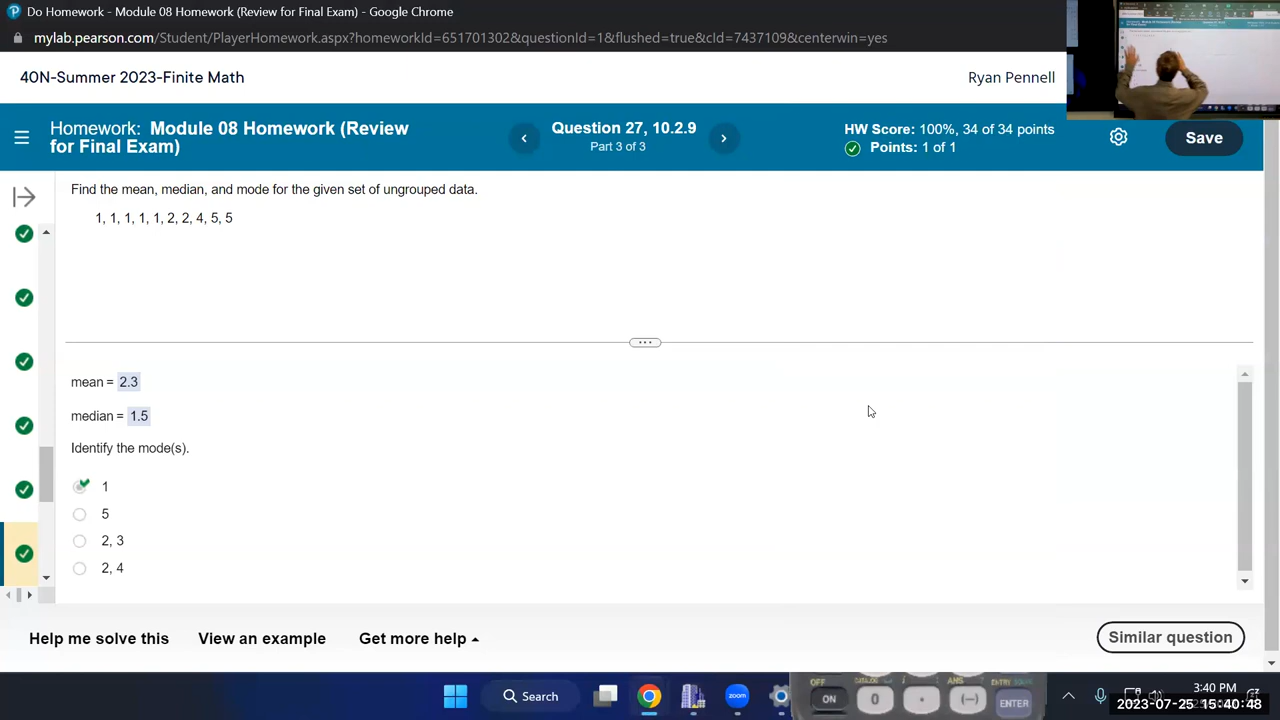 Do Homework - Module 08 Homework (Review for Final Exam) - Google Chrome
mylab.pearson.com/Student/PlayerHomework.aspx?homeworkId=651701302&questionId=1&flushed=true&cId=7437109&centerwin=yes
40N-Summer 2023-Finite Math
Ryan Pennell
Homework: Module 08 Homework (Review for Final Exam)
Question 27, 10.2.9
Part 3 of 3
HW Score: 100%, 34 of 34 points
Points: 1 of 1
Save
Find the mean, median, and mode for the given set of ungrouped data.
1, 1, 1, 1, 1, 2, 2, 4, 5, 5
mean = 2.3
median = 1.5
Identify the mode(s).
1
5
2, 3
2, 4
Help me solve this
View an example
Get more help
Similar question
Search
zoom
OFF
ON
0
.
ANS
(−)
ENTRY SOLVE
ENTER
3:40 PM
2023-07-25 15:40:48